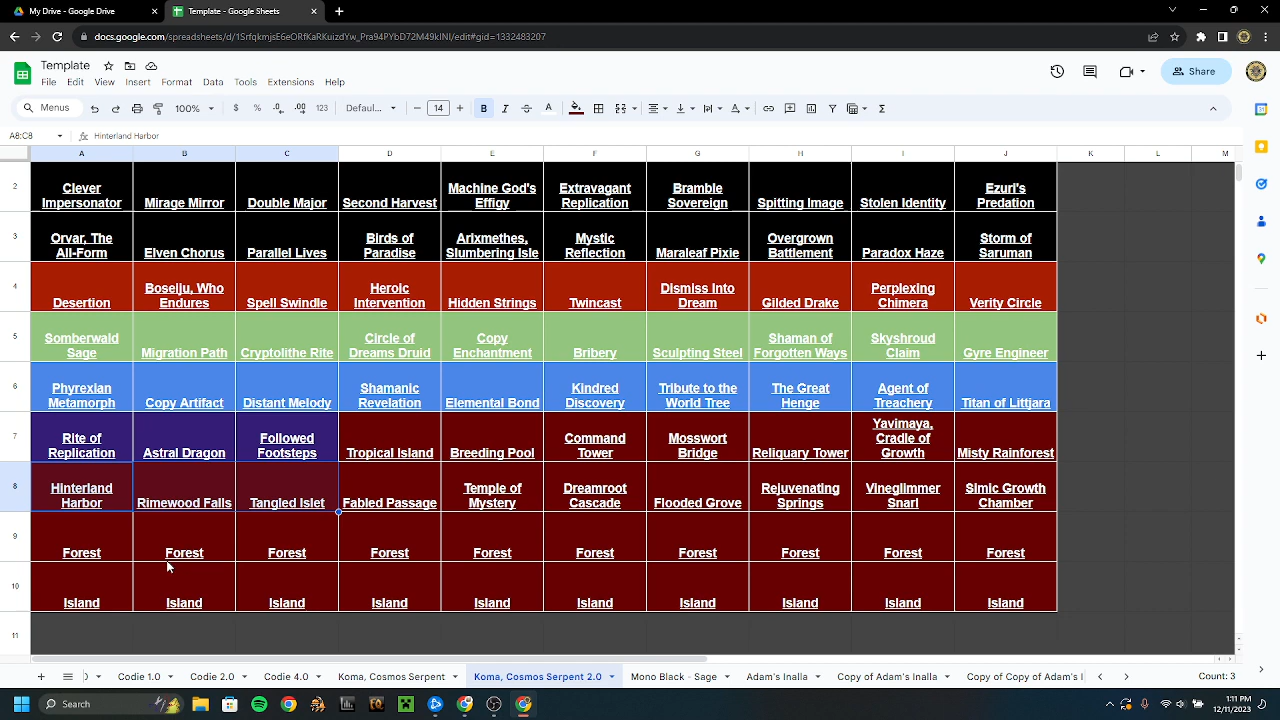 My Drive - Google Drive
Template - Google Sheets
docs.google.com/spreadsheets/d/1SrfqkmjsE6eORfKaRKuizdYw_Pra94PYbD72M49kINI/edit#gid=1332483207
Template
File Edit View Insert Format Data Tools Extensions Help
Share
Menus 100% $ % .0 .00 123 Defaul... 14 B I A
A8:C8 fx Hinterland Harbor
A B C D E F G H I J K L M
2 Clever Impersonator Mirage Mirror Double Major Second Harvest Machine God's Effigy Extravagant Replication Bramble Sovereign Spitting Image Stolen Identity Ezuri's Predation
3 Orvar, The All-Form Elven Chorus Parallel Lives Birds of Paradise Arixmethes, Slumbering Isle Mystic Reflection Maraleaf Pixie Overgrown Battlement Paradox Haze Storm of Saruman
4 Desertion Boseiju, Who Endures Spell Swindle Heroic Intervention Hidden Strings Twincast Dismiss Into Dream Gilded Drake Perplexing Chimera Verity Circle
5 Somberwald Sage Migration Path Cryptolithe Rite Circle of Dreams Druid Copy Enchantment Bribery Sculpting Steel Shaman of Forgotten Ways Skyshroud Claim Gyre Engineer
6 Phyrexian Metamorph Copy Artifact Distant Melody Shamanic Revelation Elemental Bond Kindred Discovery Tribute to the World Tree The Great Henge Agent of Treachery Titan of Littjara
7 Rite of Replication Astral Dragon Followed Footsteps Tropical Island Breeding Pool Command Tower Mosswort Bridge Reliquary Tower Yavimaya, Cradle of Growth Misty Rainforest
8 Hinterland Harbor Rimewood Falls Tangled Islet Fabled Passage Temple of Mystery Dreamroot Cascade Flooded Grove Rejuvenating Springs Vineglimmer Snarl Simic Growth Chamber
9 Forest Forest Forest Forest Forest Forest Forest Forest Forest Forest
10 Island Island Island Island Island Island Island Island Island Island
11
Codie 1.0 Codie 2.0 Codie 4.0 Koma, Cosmos Serpent Koma, Cosmos Serpent 2.0 Mono Black - Sage Adam's Inalla Copy of Adam's Inalla Copy of Copy of Adam's I Count: 3
Search
1:11 PM
12/11/2023